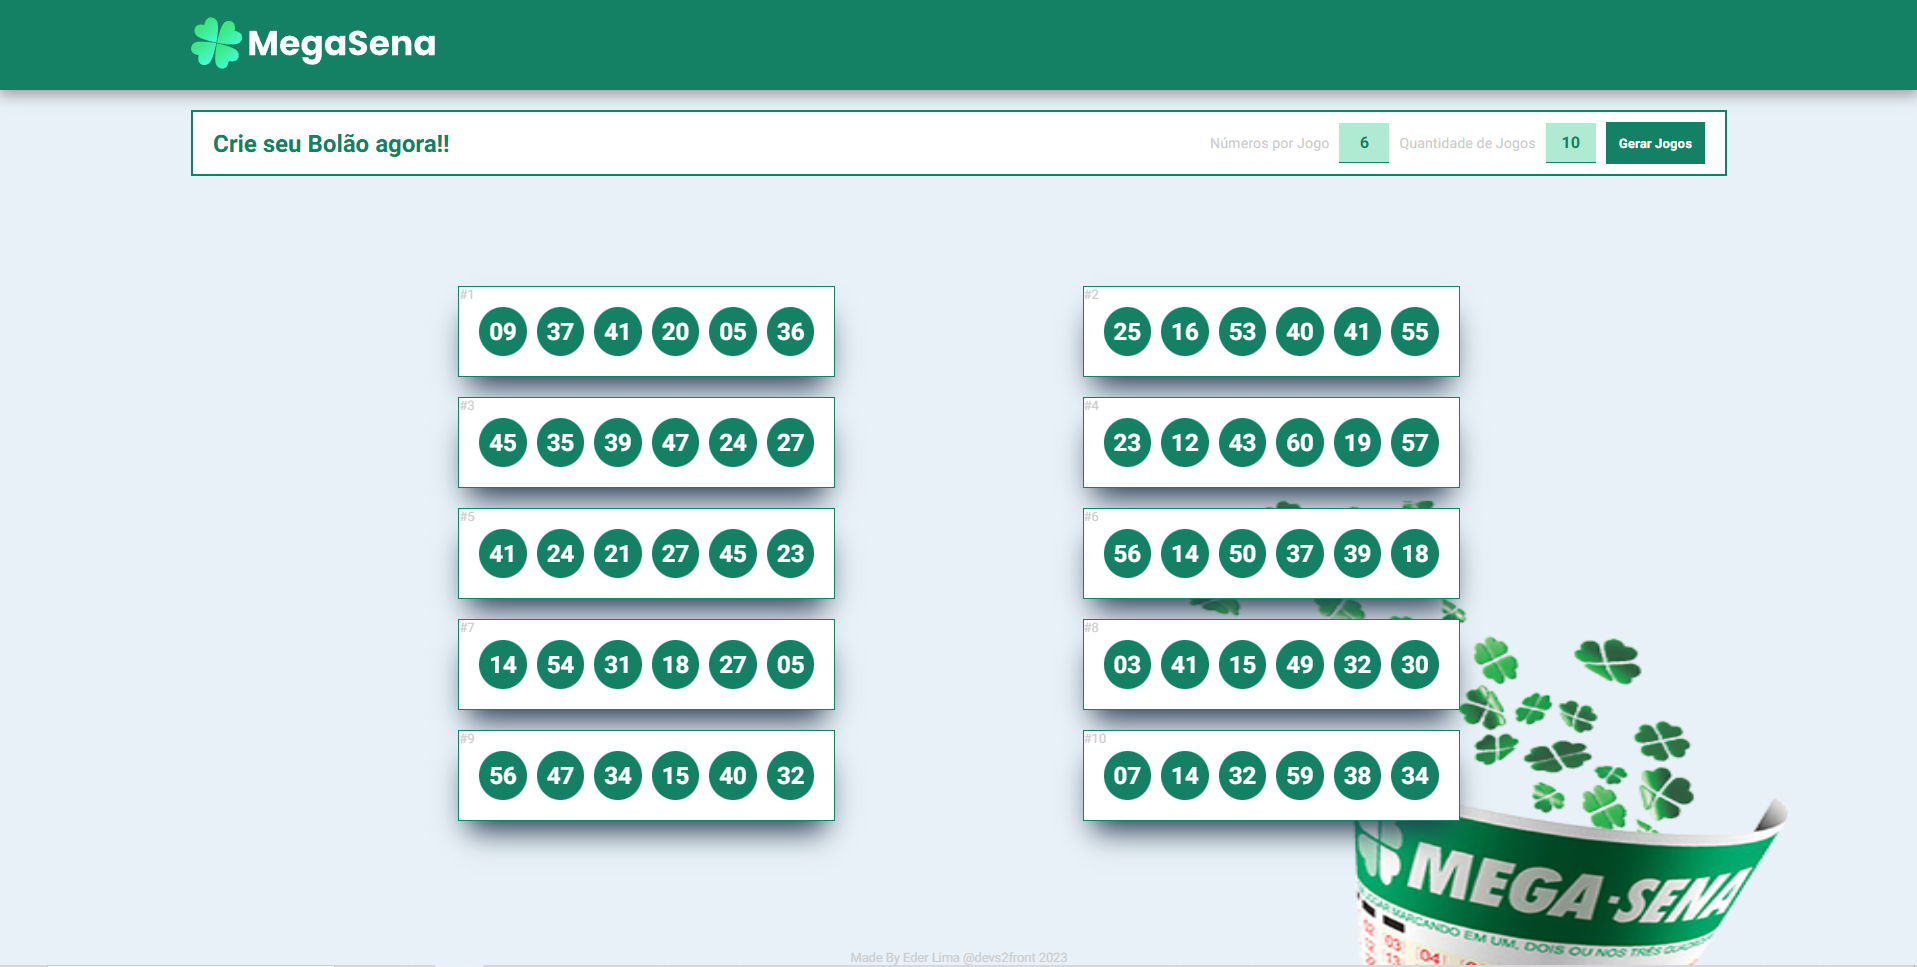 MegaSena
Crie seu Bolão agora!!
Números por Jogo 6 Quantidade de Jogos 10 Gerar Jogos
#1
09 37 41 20 05 36
#2
25 16 53 40 41 55
#3
45 35 39 47 24 27
#4
23 12 43 60 19 57
#5
41 24 21 27 45 23
#6
56 14 50 37 39 18
#7
14 54 31 18 27 05
#8
03 41 15 49 32 30
#9
56 47 34 15 40 32
#10
07 14 32 59 38 34
MEGA-SENA
MARCANDO EM UM, DOIS OU NOS TRÊS
03
04
Made By Eder Lima @devs2front 2023